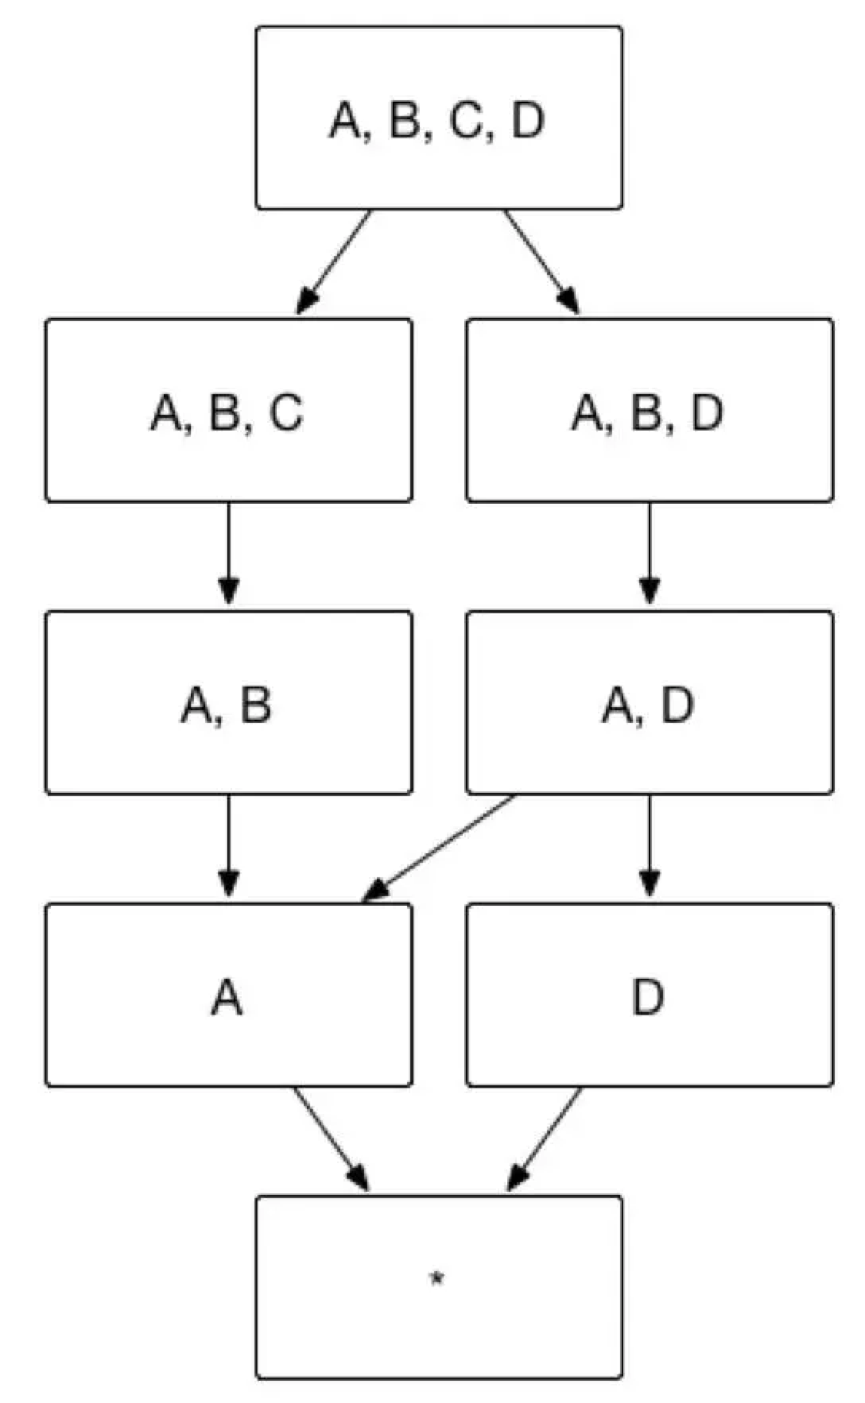 A, B, C, D
A, B, C
A, B, D
A, B
A, D
A
D
*